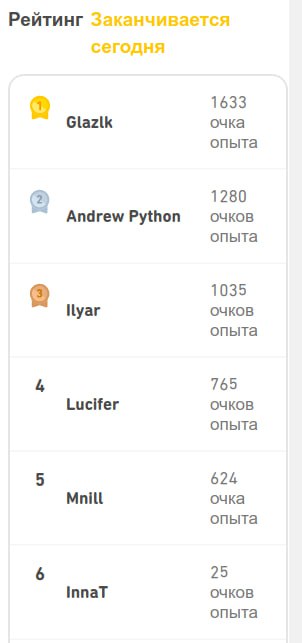 Рейтинг Заканчивается
сегодня
1
Glazlk
1633
очка
опыта
2
Andrew Python
1280
очков
опыта
3
Ilyar
1035
очков
опыта
4
Lucifer
765
очков
опыта
5
Mnill
624
очка
опыта
6
InnaT
25
очков
опыта